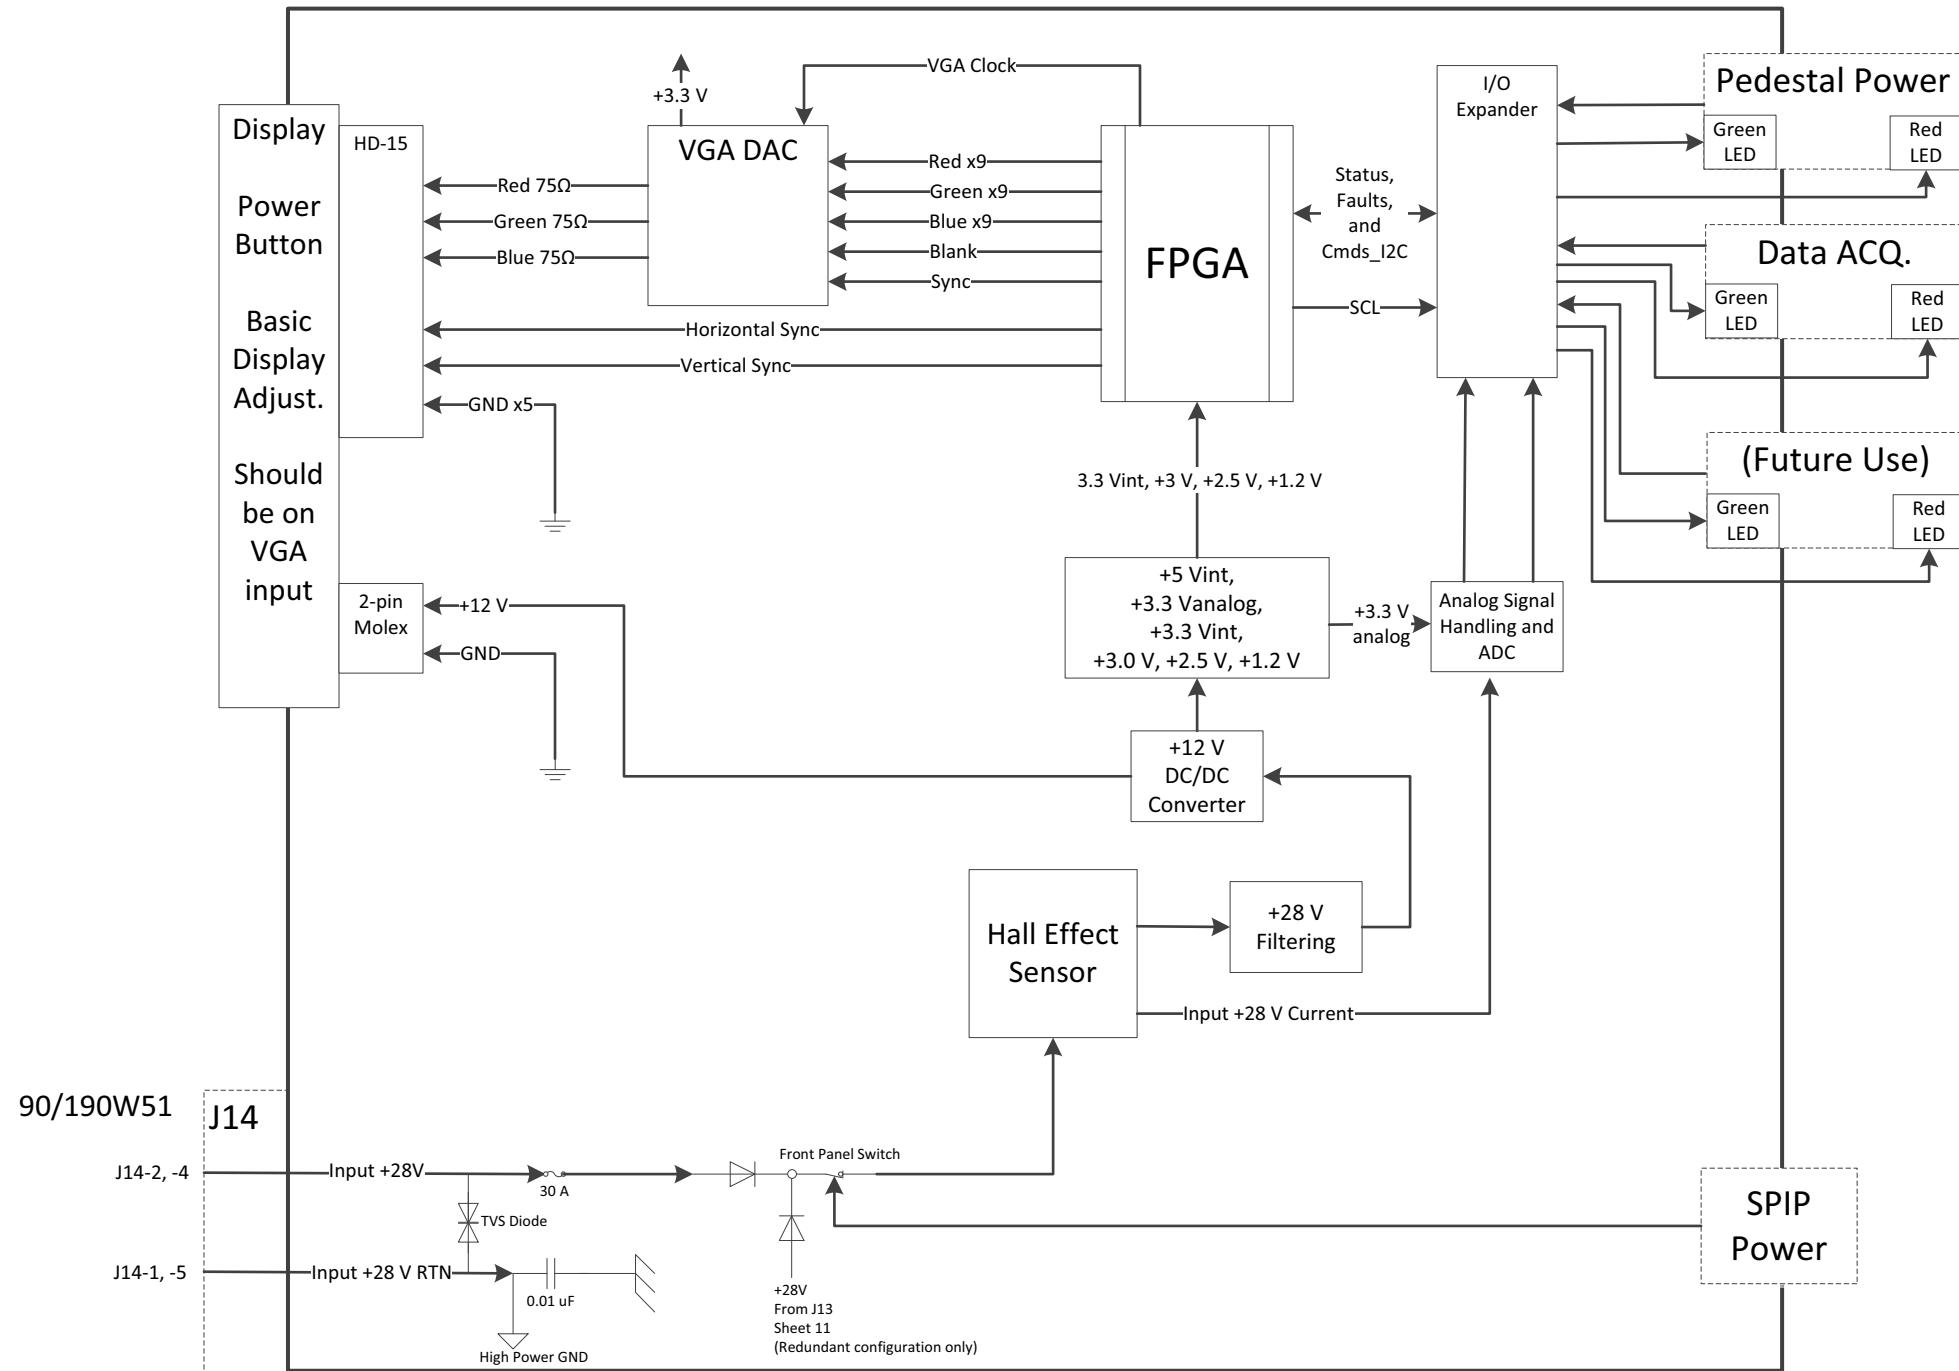 VGA Clock
+3.3 V
Display
Power
Button
Basic
Display
Adjust.
Should
be on
VGA
input
HD-15
VGA DAC
Red 75Ω
Green 75Ω
Blue 75Ω
Red x9
Green x9
Blue x9
Blank
Sync
Horizontal Sync
Vertical Sync
GND x5
FPGA
Status,
Faults,
and
Cmds_I2C
SCL
I/O
Expander
Pedestal Power
Green
LED
Red
LED
Data ACQ.
Green
LED
Red
LED
(Future Use)
Green
LED
Red
LED
3.3 Vint, +3 V, +2.5 V, +1.2 V
2-pin
Molex
+12 V
GND
+5 Vint,
+3.3 Vanalog,
+3.3 Vint,
+3.0 V, +2.5 V, +1.2 V
+3.3 V
analog
Analog Signal
Handling and
ADC
+12 V
DC/DC
Converter
Hall Effect
Sensor
+28 V
Filtering
Input +28 V Current
90/190W51
J14
J14-2, -4
Input +28V
30 A
Front Panel Switch
TVS Diode
J14-1, -5
Input +28 V RTN
0.01 uF
High Power GND
+28V
From J13
Sheet 11
(Redundant configuration only)
SPIP
Power